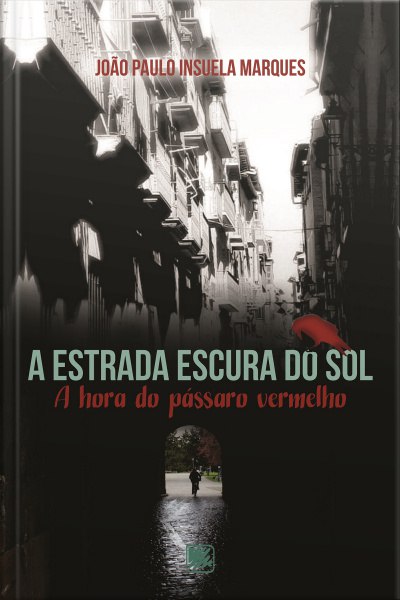 JOÃO PAULO INSUELA MARQUES
A ESTRADA ESCURA DO SOL
A hora do pássaro vermelho